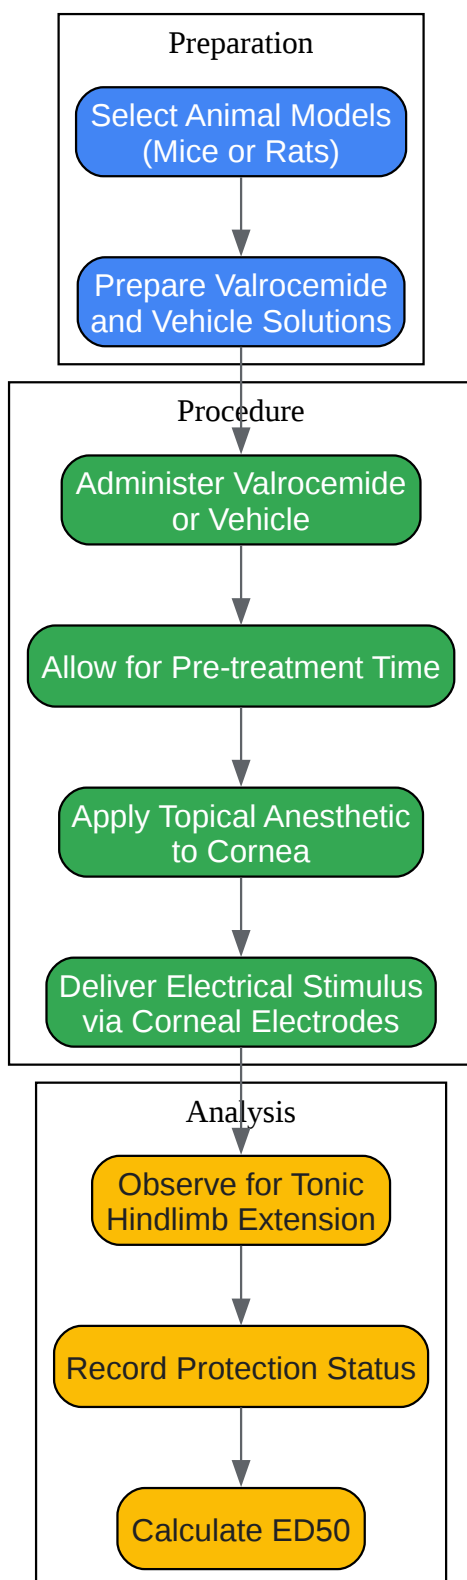 Preparation
Select Animal Models
(Mice or Rats)
Prepare Valrocemide
and Vehicle Solutions
Procedure
Administer Valrocemide
or Vehicle
Allow for Pre-treatment Time
Apply Topical Anesthetic
to Cornea
Deliver Electrical Stimulus
via Corneal Electrodes
Analysis
Observe for Tonic
Hindlimb Extension
Record Protection Status
Calculate ED50